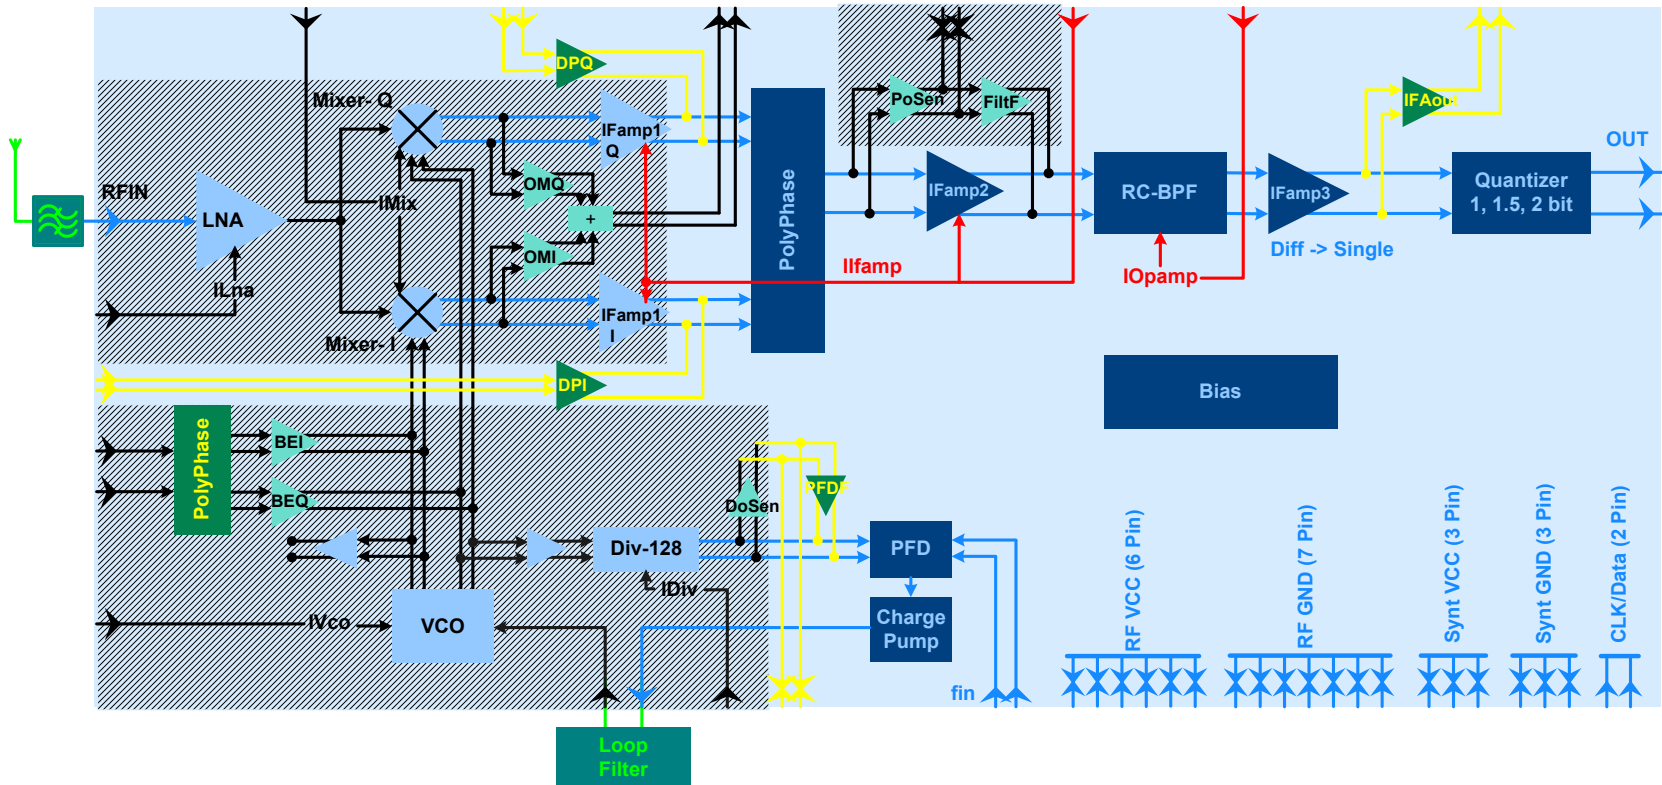 DPQ
Mixer- Q
PoSen
FiltF
IFAout
IFamp1
Q
OUT
RFIN
IMix
LNA
OMQ
+
OMI
PolyPhase
IFamp2
RC-BPF
IFamp3
Quantizer
1, 1.5, 2 bit
Diff -> Single
IIfamp
IOpamp
ILna
IFamp1
I
Mixer- I
DPI
Bias
PolyPhase
BEI
BEQ
DoSen
PFDF
Div-128
PFD
IDiv
IVco
VCO
Charge
Pump
fin
RF VCC (6 Pin)
RF GND (7 Pin)
Synt VCC (3 Pin)
Synt GND (3 Pin)
CLK/Data (2 Pin)
Loop
Filter